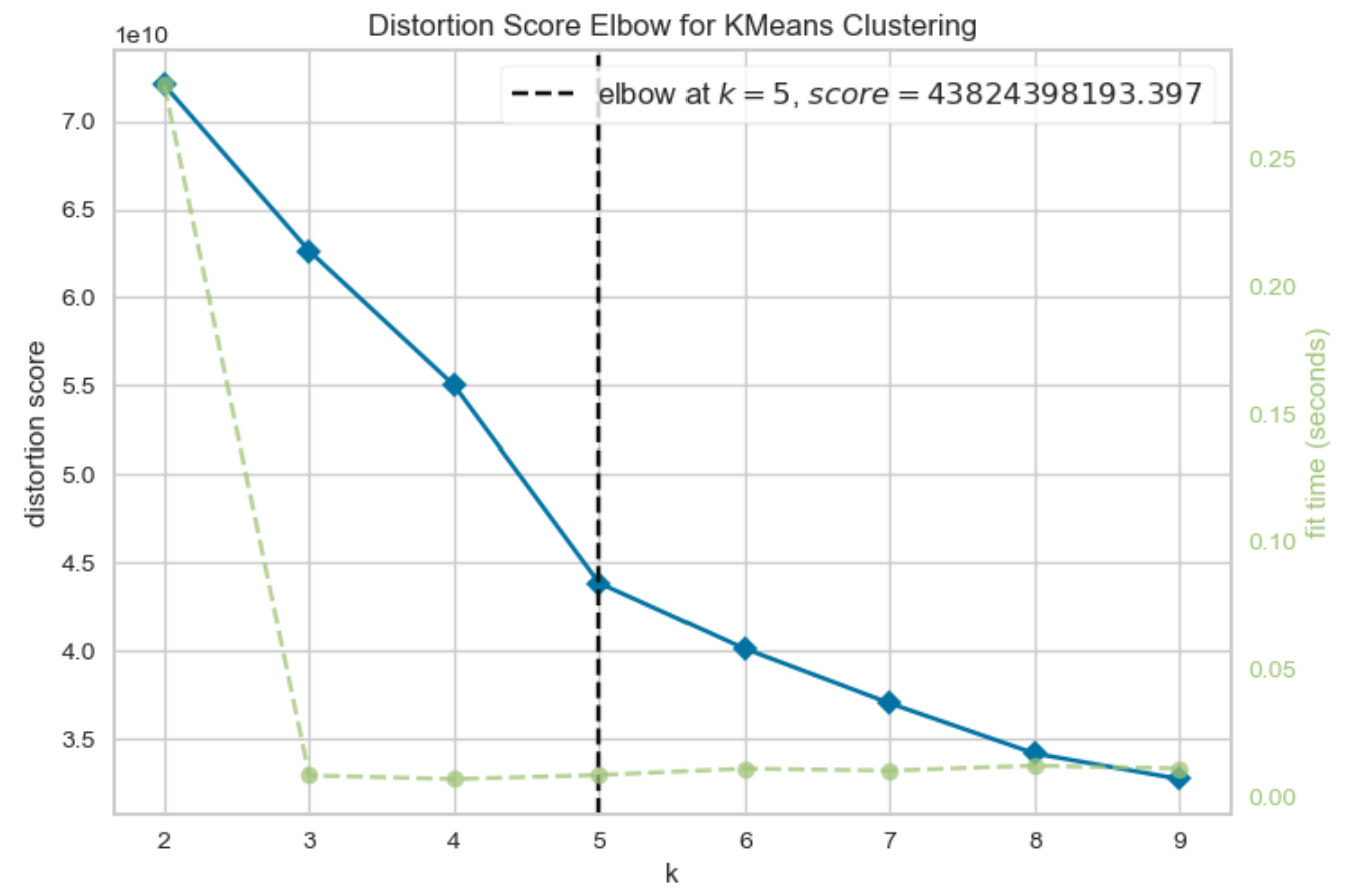 Distortion Score Elbow for KMeans Clustering
1e10
elbow at k = 5, score = 43824398193.397
7.0
6.5
6.0
5.5
5.0
4.5
4.0
3.5
distortion score
0.25
0.20
0.15
0.10
0.05
0.00
fit time (seconds)
2 3 4 5 6 7 8 9
k